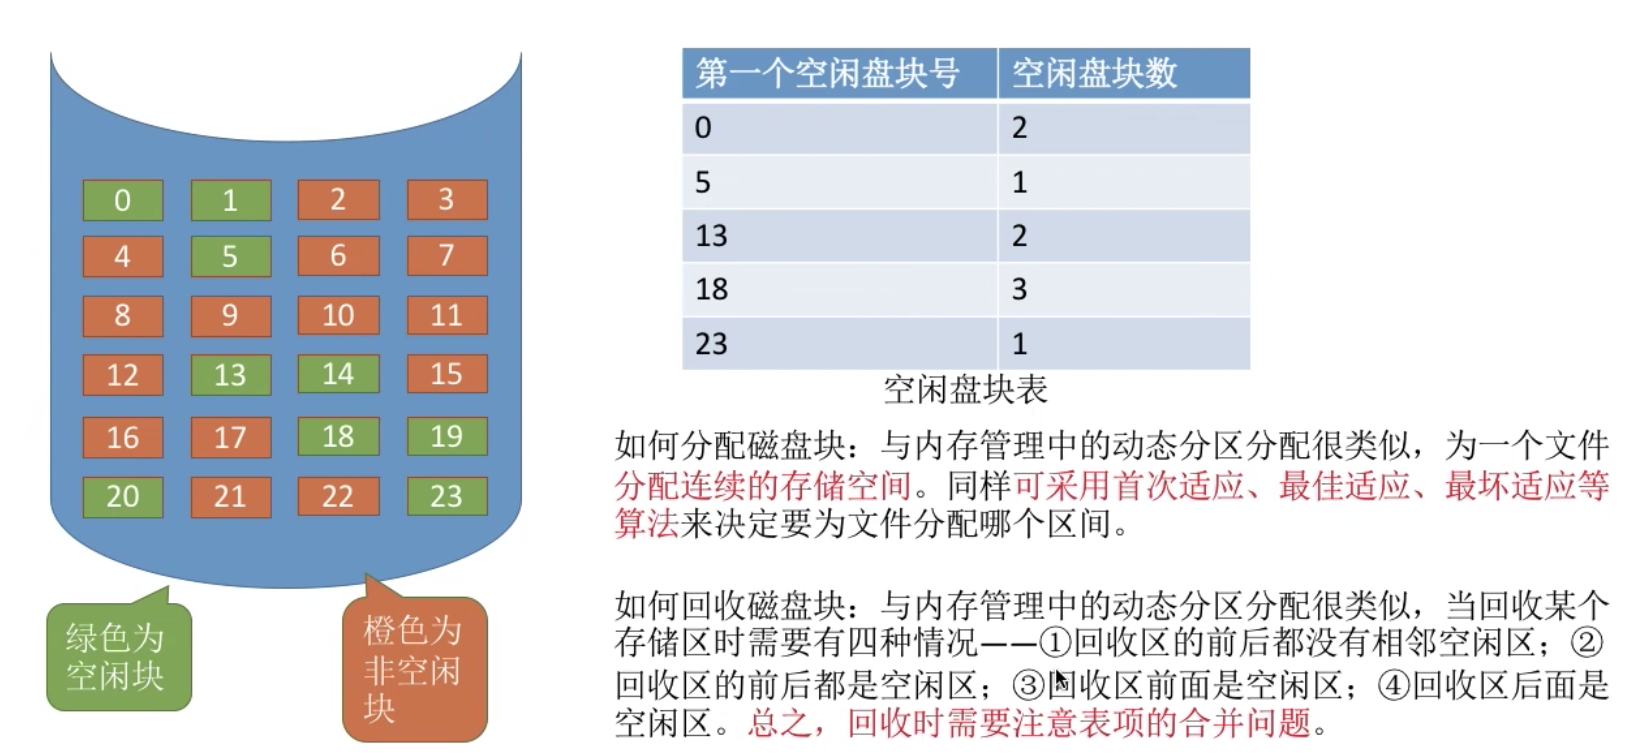 0 1 2 3
4 5 6 7
8 9 10 11
12 13 14 15
16 17 18 19
20 21 22 23
绿色为
空闲块
橙色为
非空闲
块
第一个空闲盘块号 空闲盘块数
0 2
5 1
13 2
18 3
23 1
空闲盘块表
如何分配磁盘块：与内存管理中的动态分区分配很类似，为一个文件
分配连续的存储空间。同样可采用首次适应、最佳适应、最坏适应等
算法来决定要为文件分配哪个区间。
如何回收磁盘块：与内存管理中的动态分区分配很类似，当回收某个
存储区时需要有四种情况——①回收区的前后都没有相邻空闲区；②
回收区的前后都是空闲区；③回收区前面是空闲区；④回收区后面是
空闲区。总之，回收时需要注意表项的合并问题。